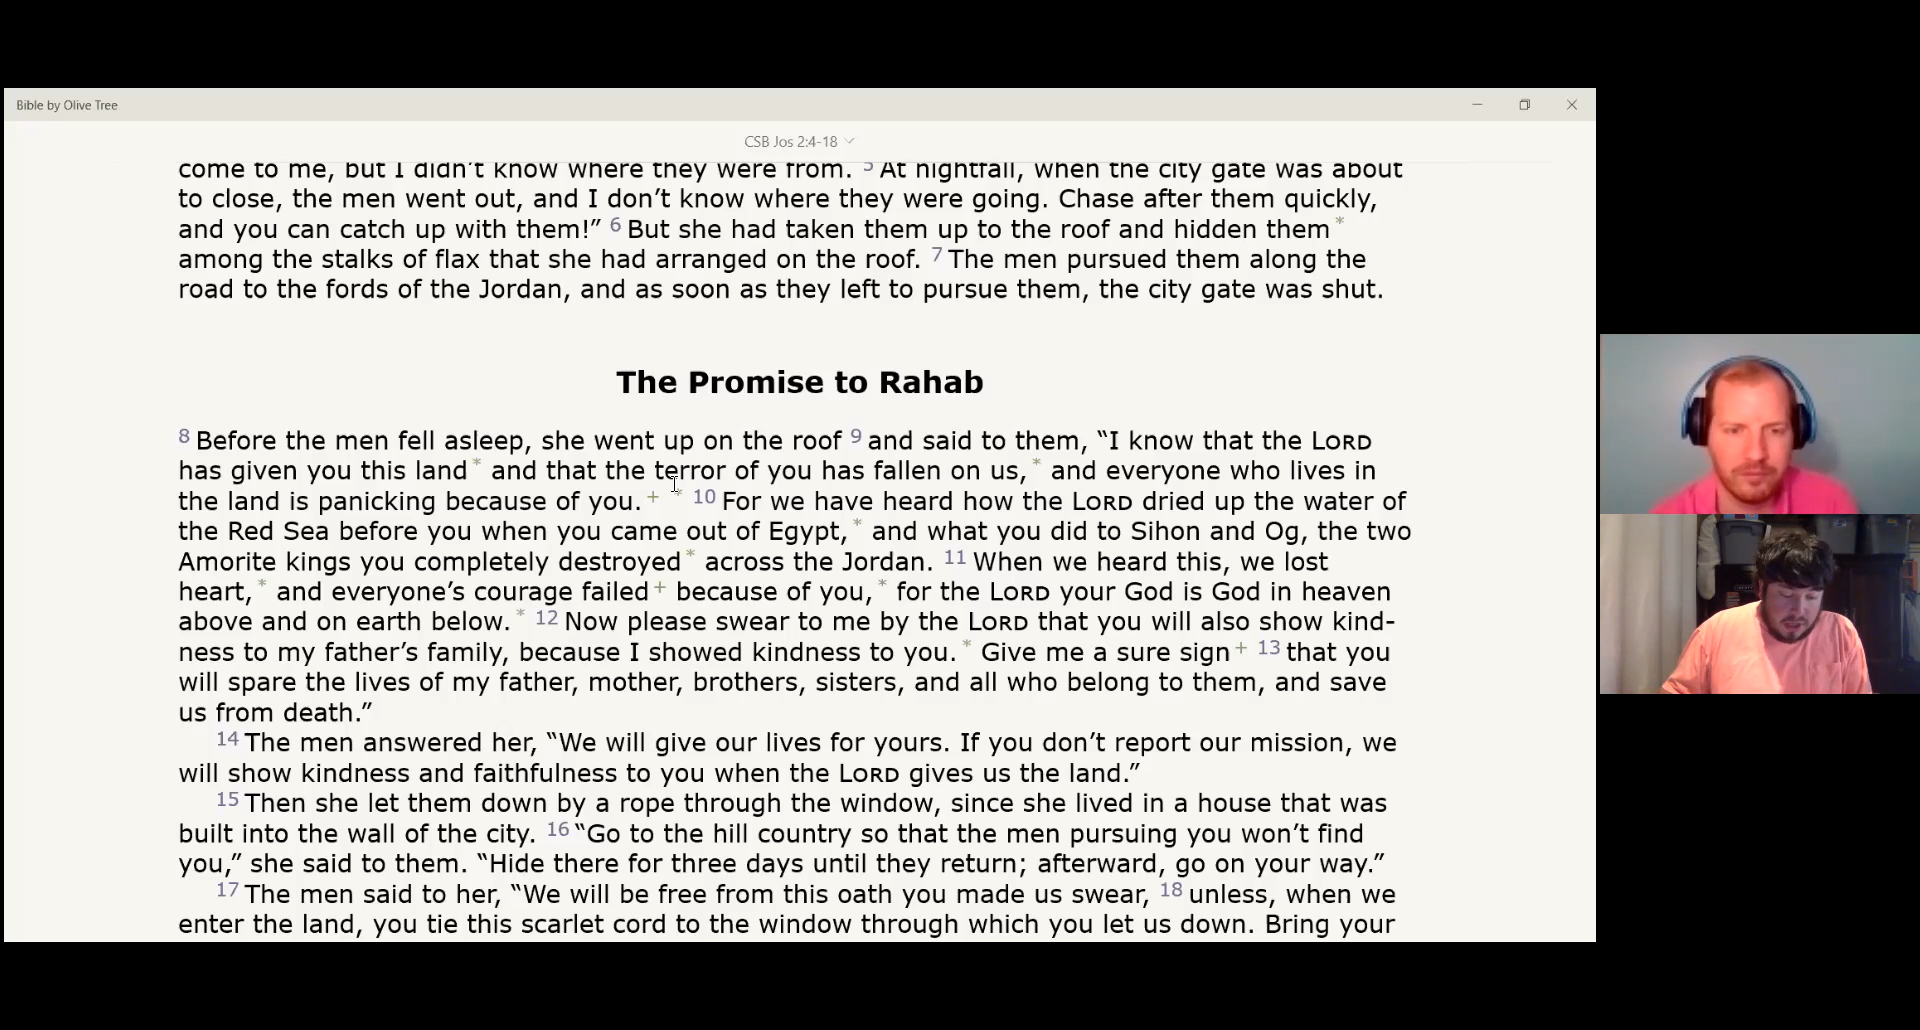 Bible by Olive Tree
CSB Jos 2:4-18
come to me, but I didn’t know where they were from. 5 At nightfall, when the city gate was about
to close, the men went out, and I don’t know where they were going. Chase after them quickly,
and you can catch up with them!” 6 But she had taken them up to the roof and hidden them*
among the stalks of flax that she had arranged on the roof. 7 The men pursued them along the
road to the fords of the Jordan, and as soon as they left to pursue them, the city gate was shut.
The Promise to Rahab
8 Before the men fell asleep, she went up on the roof 9 and said to them, “I know that the LORD
has given you this land* and that the terror of you has fallen on us,* and everyone who lives in
the land is panicking because of you.+ * 10 For we have heard how the LORD dried up the water of
the Red Sea before you when you came out of Egypt,* and what you did to Sihon and Og, the two
Amorite kings you completely destroyed* across the Jordan. 11 When we heard this, we lost
heart,* and everyone’s courage failed+ because of you,* for the LORD your God is God in heaven
above and on earth below.* 12 Now please swear to me by the LORD that you will also show kind-
ness to my father’s family, because I showed kindness to you.* Give me a sure sign+ 13 that you
will spare the lives of my father, mother, brothers, sisters, and all who belong to them, and save
us from death.”
14 The men answered her, “We will give our lives for yours. If you don’t report our mission, we
will show kindness and faithfulness to you when the LORD gives us the land.”
15 Then she let them down by a rope through the window, since she lived in a house that was
built into the wall of the city. 16 “Go to the hill country so that the men pursuing you won’t find
you,” she said to them. “Hide there for three days until they return; afterward, go on your way.”
17 The men said to her, “We will be free from this oath you made us swear, 18 unless, when we
enter the land, you tie this scarlet cord to the window through which you let us down. Bring your